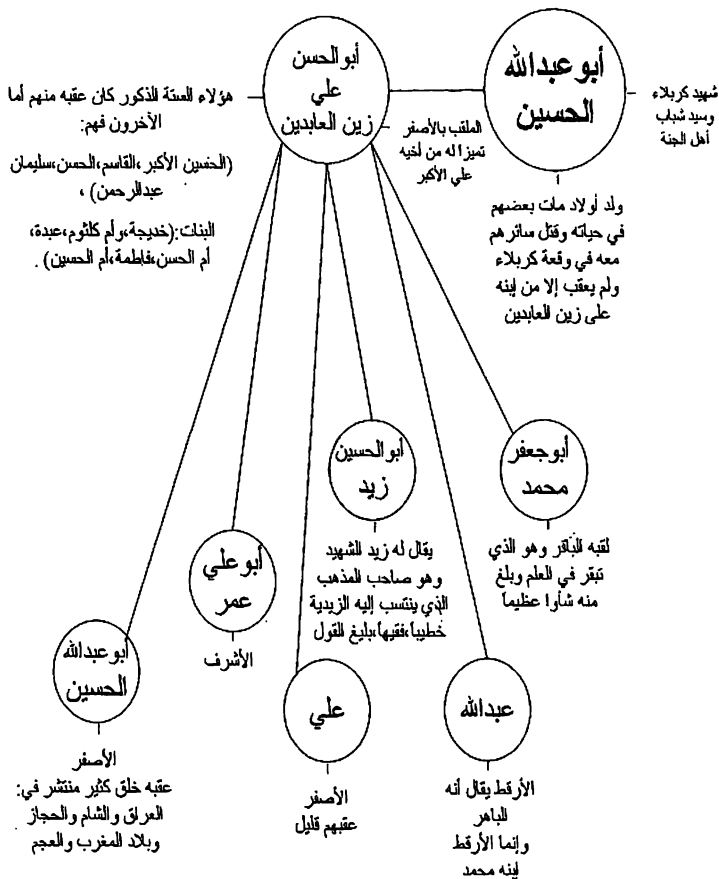 أبو عبدالله
الحسين
شهيد كربلاء
وسيد شباب
أهل الجنة
ولد أولاد مات بعضهم
في حياته وقتل سائرهم
معه في وقعة كربلاء
ولم يعقب إلا من إبنه
على زين العابدين
أبو الحسن
علي
زين العابدين
الملقب بالأصغر
تميزا له من أخيه
علي الأكبر
هؤلاء الستة الذكور كان عقبه منهم أما
الآخرون فهم:
(الحسين الأكبر،القاسم،الحسن،سليمان
عبدالرحمن) ،
البنات:(خديجة،وأم كلثوم،عبدة،
أم الحسن،فاطمة،أم الحسين) .
أبوجعفر
محمد
لقبه الباقر وهو الذي
تبقر في العلم وبلغ
منه شأوا عظيماً
أبو الحسين
زيد
يقال له زيد الشهيد
وهو صاحب المذهب
الذي ينتسب إليه الزيدية
خطيباً،فقيهاً،بليغ القول
أبو علي
عمر
الأشرف
أبو عبدالله
الحسين
الأصغر
عقبه خلق كثير منتشر في:
العراق والشام والحجاز
وبلاد المغرب والعجم
علي
الأصغر
عقبهم قليل
عبدالله
الأرقط يقال أنه
الباهر
وإنما الأرقط
إبنه محمد